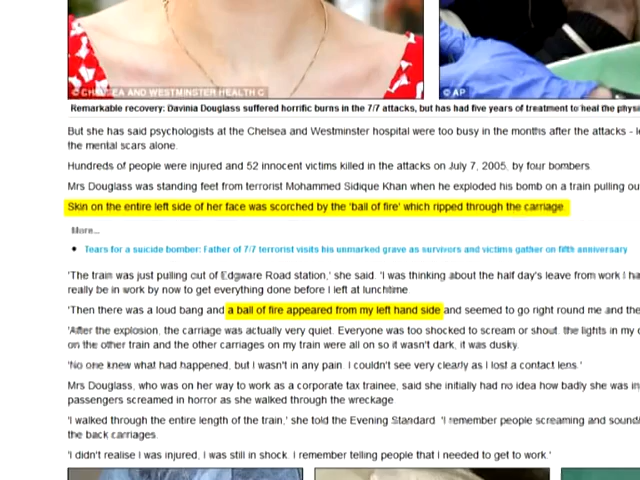 © CHELSEA AND WESTMINSTER HEALTH C
© AP
Remarkable recovery: Davinia Douglass suffered horrific burns in the 7/7 attacks, but has had five years of treatment to heal the
But she has said psychologists at the Chelsea and Westminster hospital were too busy in the months after the attacks -
the mental scars alone.
Hundreds of people were injured and 52 innocent victims killed in the attacks on July 7, 2005, by four bombers
Mrs Douglass was standing feet from terrorist Mohammed Sidique Khan when he exploded his bomb on a train pulling
Skin on the entire left side of her face was scorched by the 'ball of fire' which ripped through the carriage.
More...
Tears for a suicide bomber: Father of 7/7 terrorist visits his unmarked grave as survivors and victims gather on fifth anniversary
'The train was just pulling out of Edgware Road station,' she said. 'I was thinking about the half day's leave from work I
really be in work by now to get everything done before I left at lunchtime.
'Then there was a loud bang and a ball of fire appeared from my left hand side and seemed to go right round me and
'After the explosion, the carriage was actually very quiet. Everyone was too shocked to scream or shout. the lights in my
on the other train and the other carriages on my train were all on so it wasn't dark, it was dusky.
'No one knew what had happened, but I wasn't in any pain. I couldn't see very clearly as I lost a contact lens.'
Mrs Douglass, who was on her way to work as a corporate tax trainee, said she initially had no idea how badly she was
passengers screamed in horror as she walked through the wreckage
'I walked through the entire length of the train,' she told the Evening Standard. 'I remember people screaming and
the back carriages.
'I didn't realise I was injured, I was still in shock. I remember telling people that I needed to get to work.'